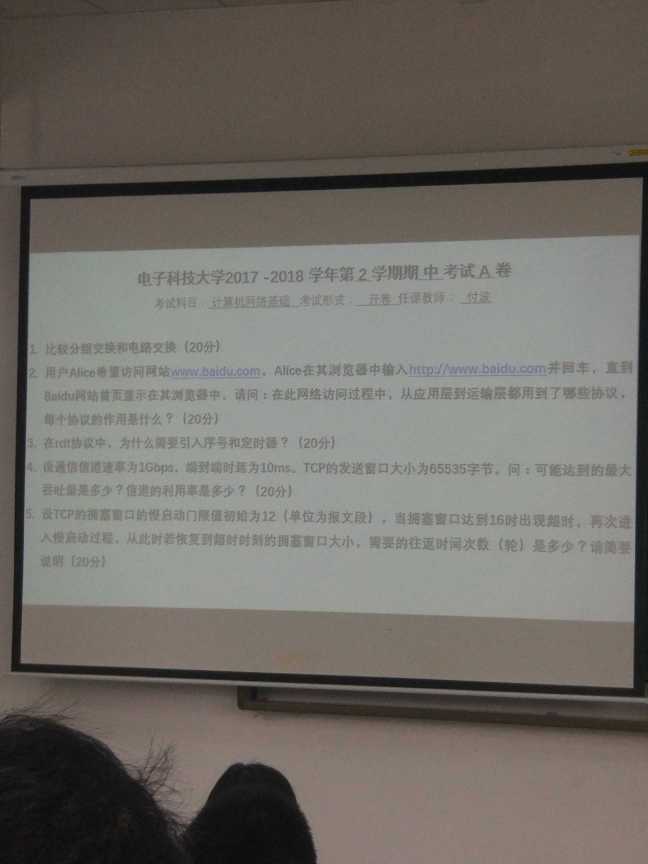 电子科技大学2017 -2018 学年第 2 学期期 中 考试 A 卷
考试科目： 计算机网络基础 考试形式： 开卷 任课教师： 付波
1. 比较分组交换和电路交换（20分）
2. 用户Alice希望访问网站www.baidu.com。Alice在其浏览器中输入http://www.baidu.com并回车，直到
Baidu网站首页显示在其浏览器中。请问：在此网络访问过程中，从应用层到运输层都用到了哪些协议，
每个协议的作用是什么？（20分）
3. 在rdt协议中，为什么需要引入序号和定时器？（20分）
4. 设通信信道速率为1Gbps，端到端时延为10ms。TCP的发送窗口大小为65535字节。问：可能达到的最大
吞吐量是多少？信道的利用率是多少？（20分）
5. 设TCP的拥塞窗口的慢启动门限值初始为12（单位为报文段），当拥塞窗口达到16时出现超时，再次进
入慢启动过程。从此时若恢复到超时时刻的拥塞窗口大小，需要的往返时间次数（轮）是多少？请简要
说明（20分）